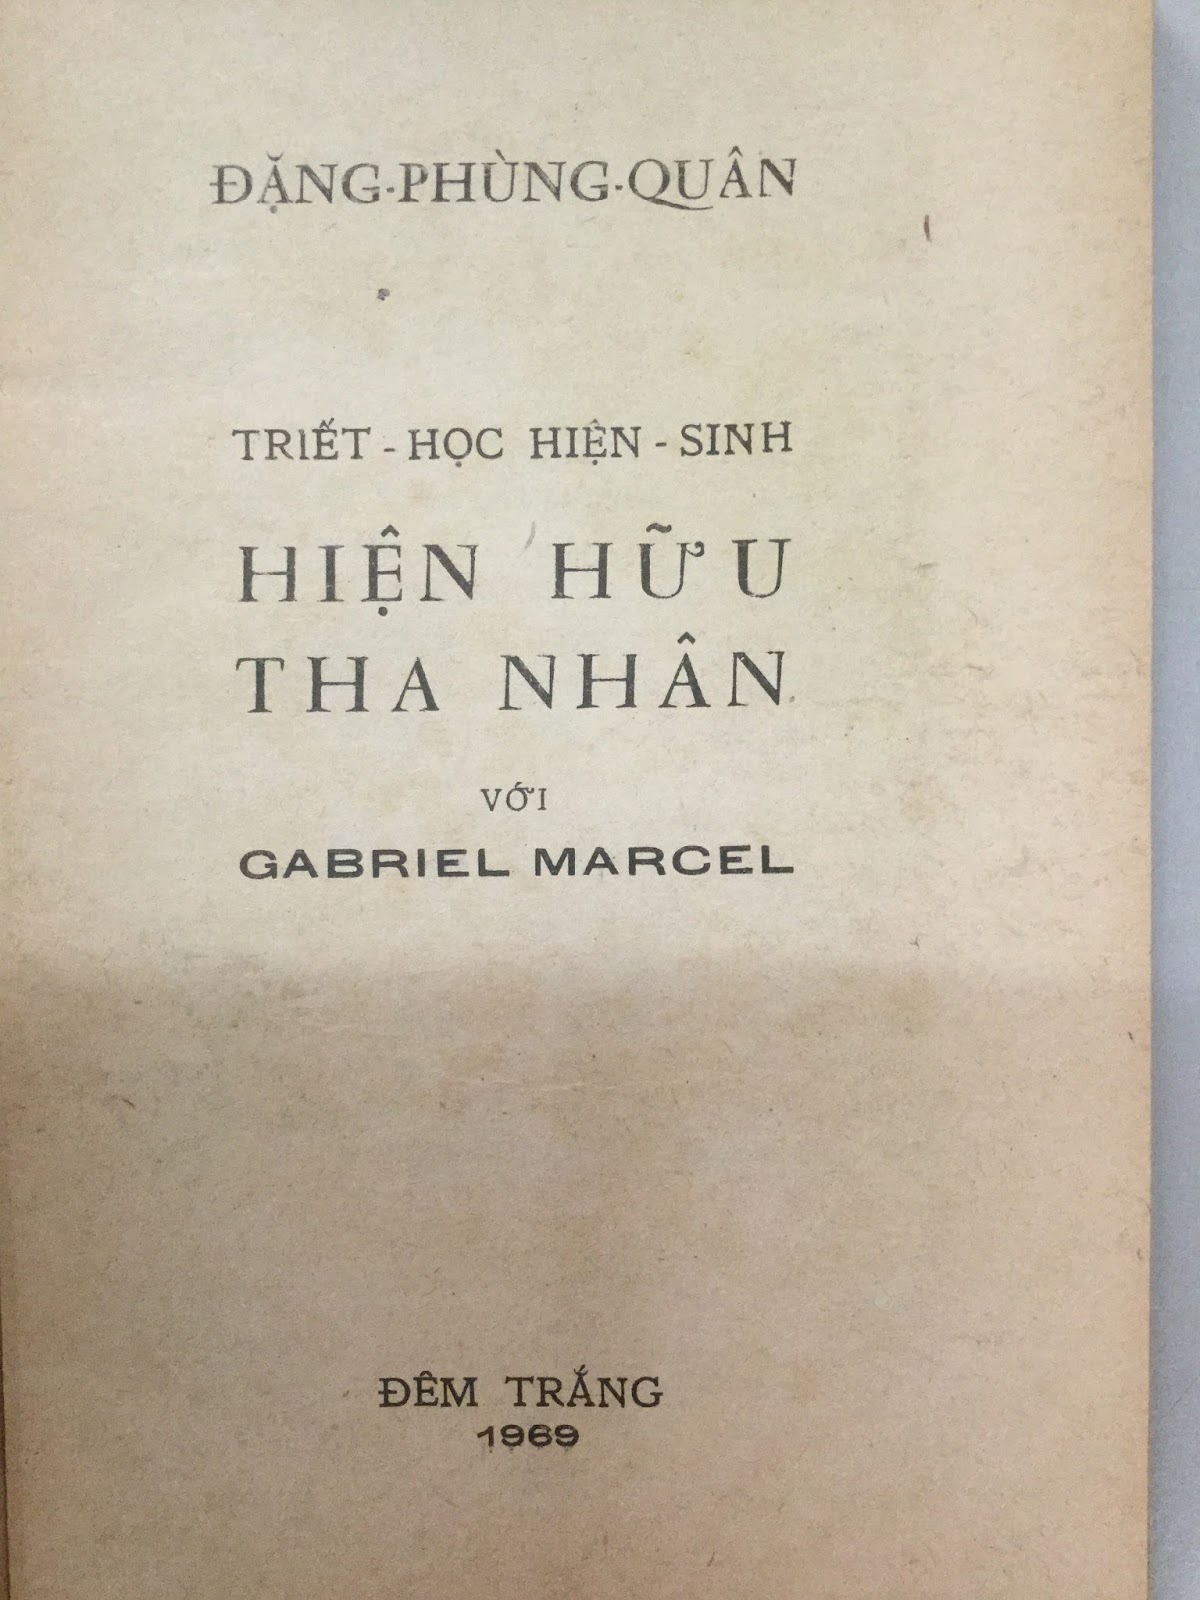 ĐẶNG-PHÙNG-QUÂN
TRIẾT - HỌC HIỆN - SINH
HIỆN HỮU
THA NHÂN
VỚI
GABRIEL MARCEL
ĐÊM TRẮNG
1969